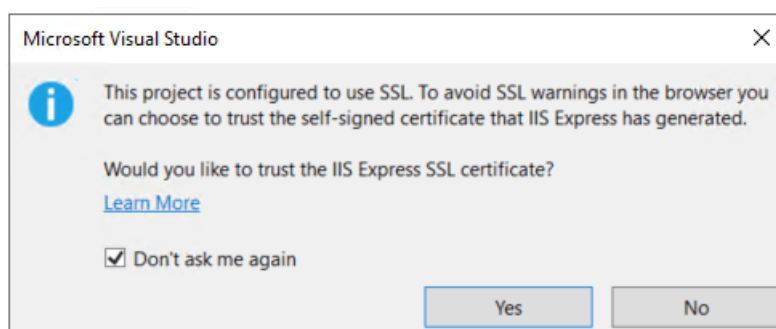 Microsoft Visual Studio
This project is configured to use SSL. To avoid SSL warnings in the browser you
can choose to trust the self-signed certificate that IIS Express has generated.
Would you like to trust the IIS Express SSL certificate?
Learn More
Don't ask me again
Yes No